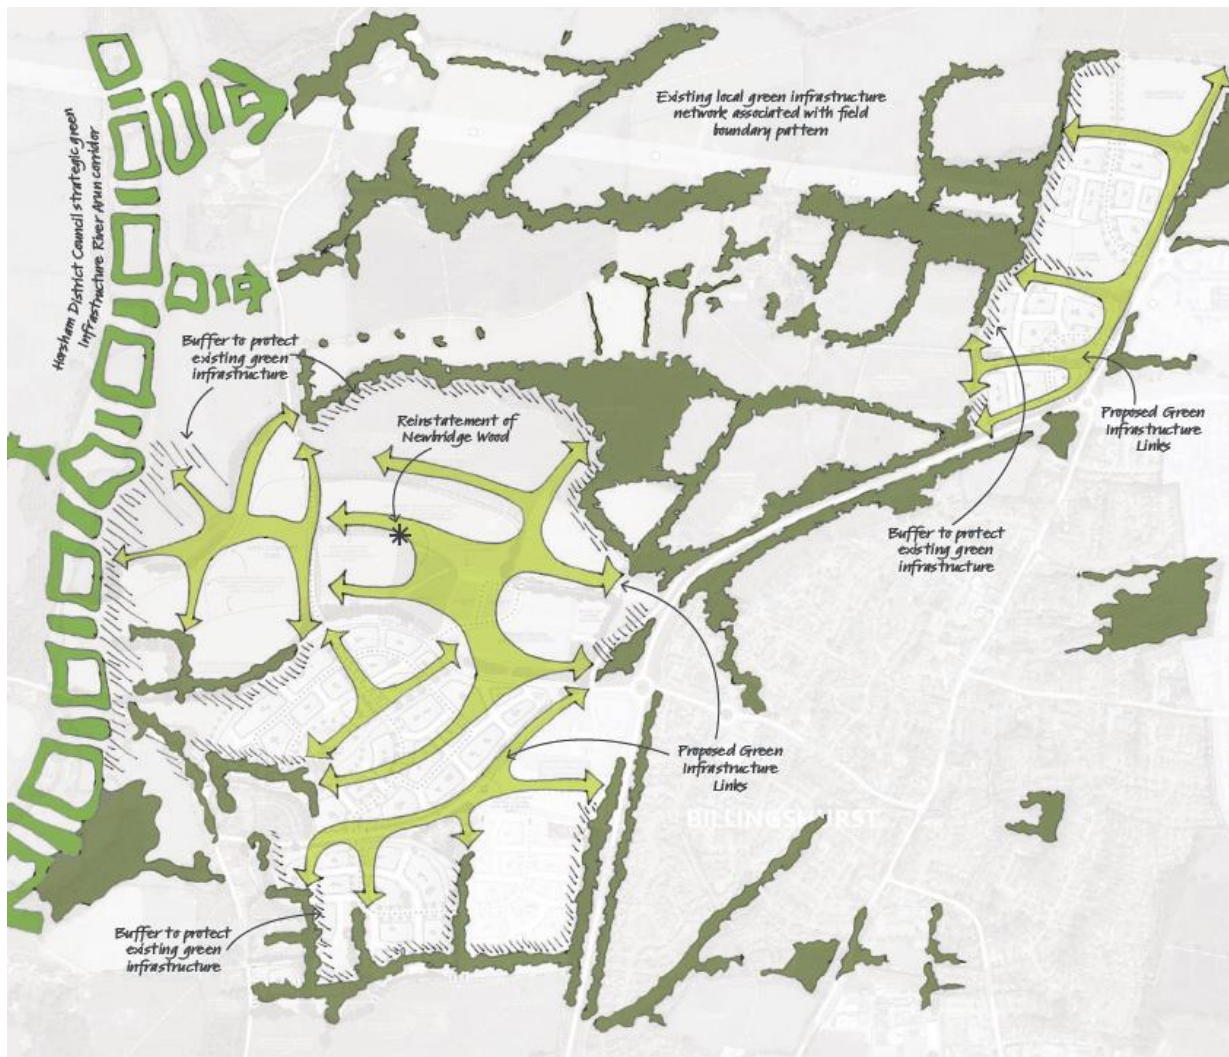 Existing local green infrastructure
network associated with field
boundary pattern
Horsham District Council strategic green
Infrastructure River Arun corridor
Buffer to protect
existing green
infrastructure
Reinstatement of
Newbridge Wood
Proposed Green
Infrastructure
Links
Buffer to protect
existing green
infrastructure
Proposed Green
Infrastructure
Links
BILLINGSHURST
Buffer to protect
existing green
infrastructure